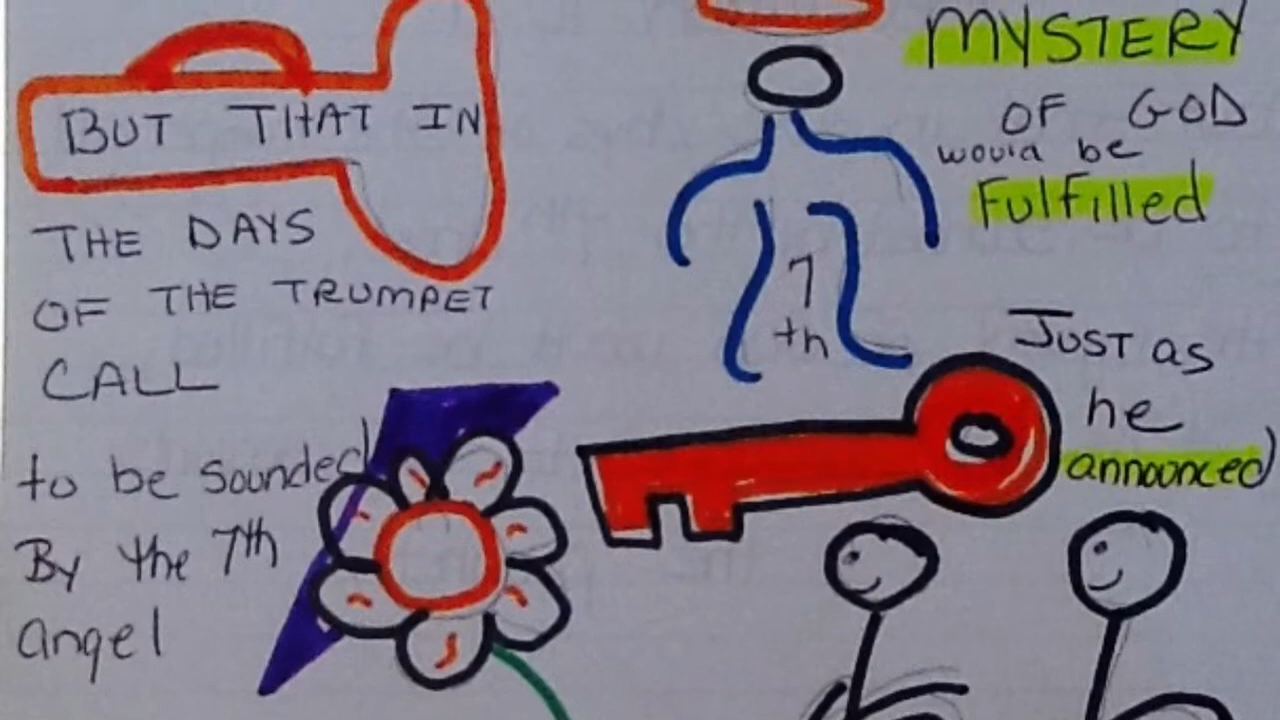 BUT THAT IN
THE DAYS
OF THE TRUMPET
CALL
to be sounded
By the 7th
angel
7
th
MYSTERY
OF GOD
would be
Fulfilled
JUST as
he
announced